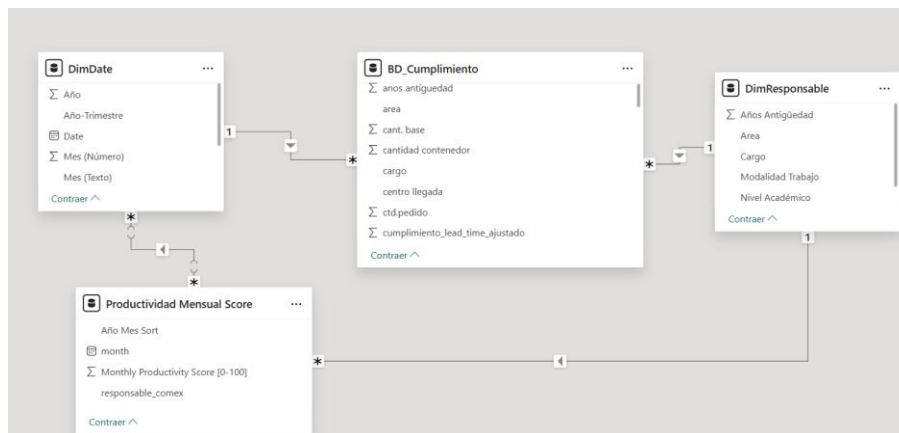 DimDate
Año
Año-Trimestre
Date
Mes (Número)
Mes (Texto)
Contraer
1
*
BD_Cumplimiento
anos antiguedad
area
cant. base
cantidad contenedor
cargo
centro llegada
ctd.pedido
cumplimiento_lead_time_ajustado
Contraer
*
1
DimResponsable
Años Antigüedad
Area
Cargo
Modalidad Trabajo
Nivel Académico
Contraer
1
*
*
*
Productividad Mensual Score
Año Mes Sort
month
Monthly Productivity Score [0-100]
responsable_comex
Contraer